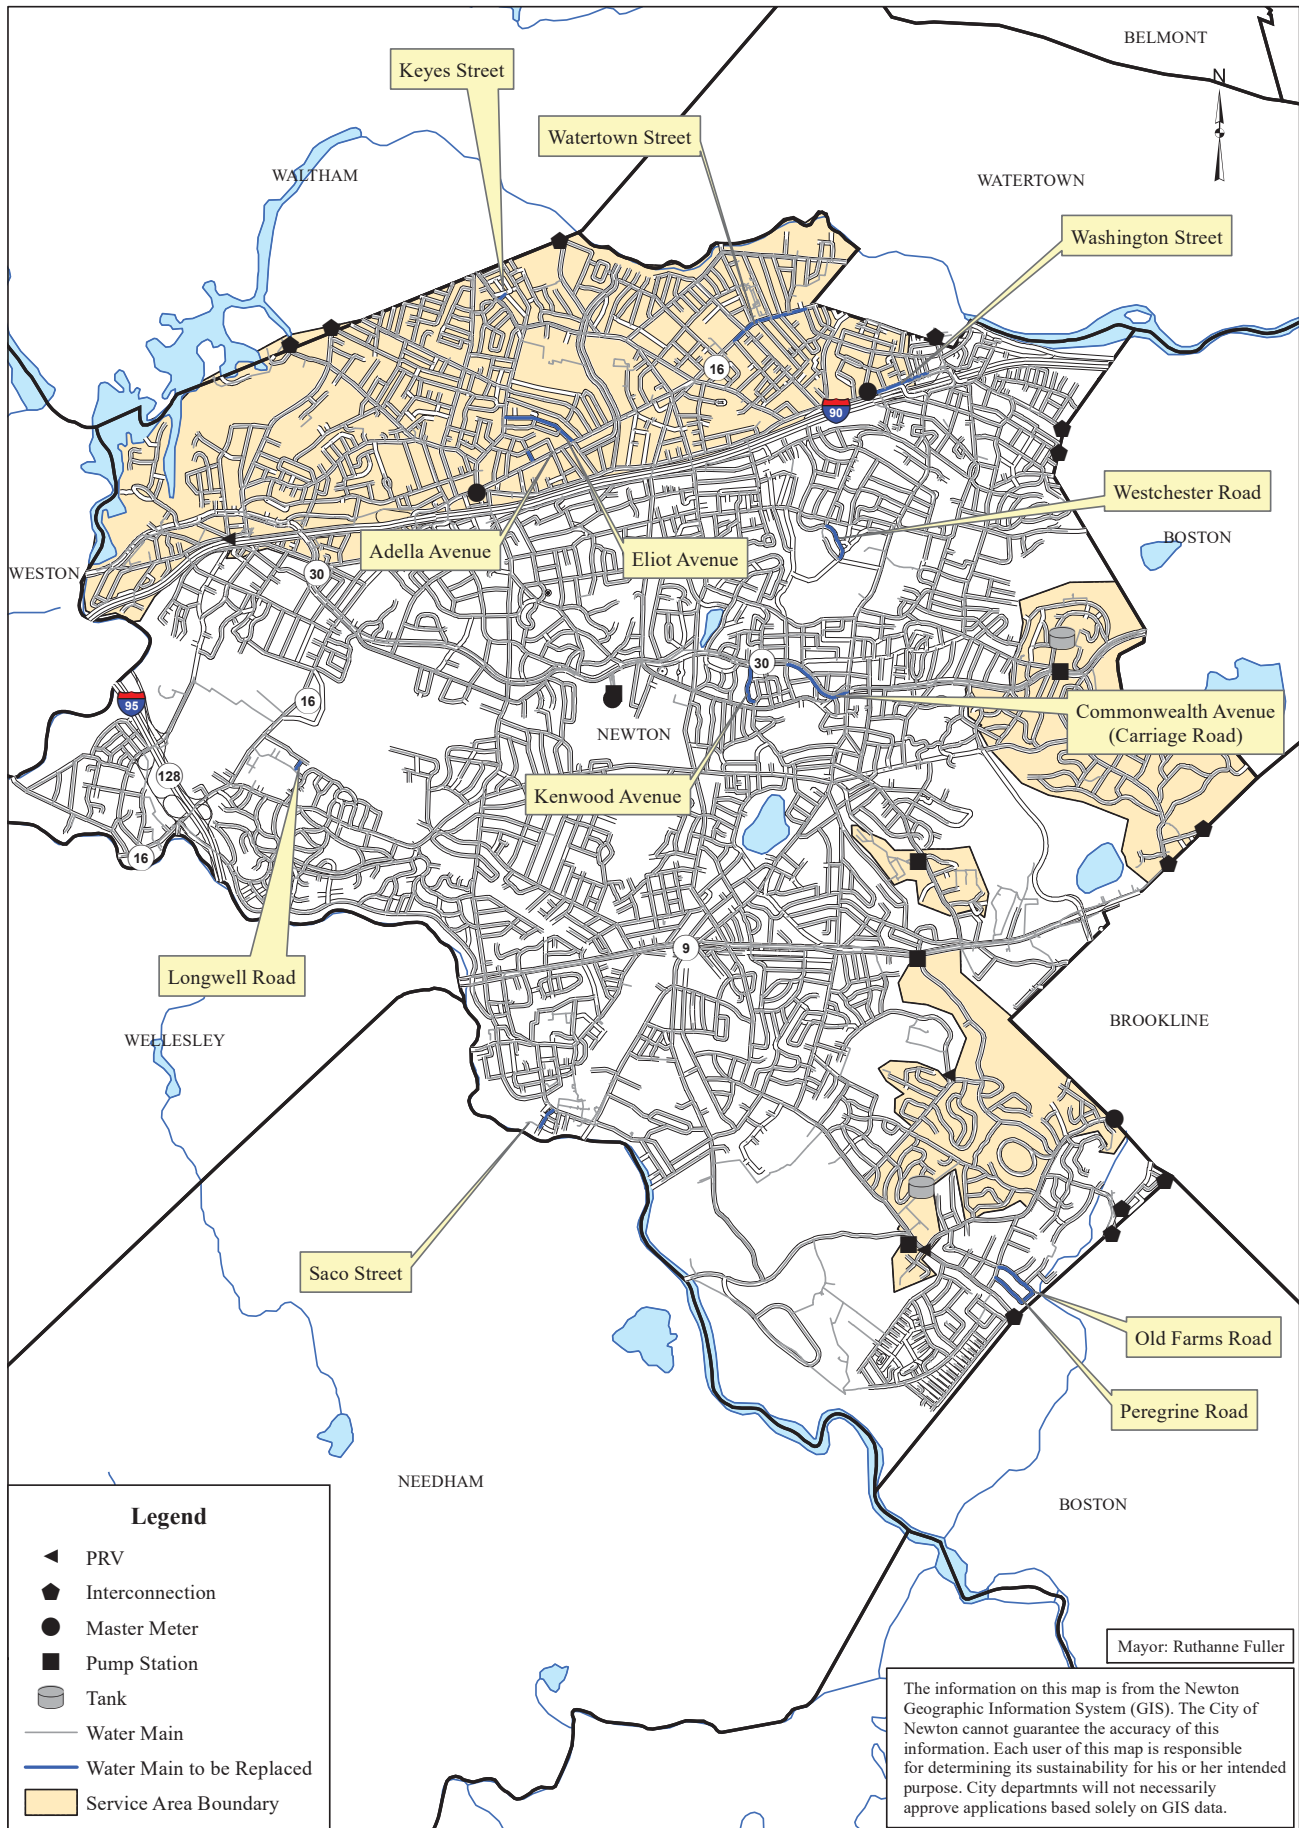 BELMONT
Keyes Street
N
Watertown Street
WALTHAM
WATERTOWN
Washington Street
16
90
Westchester Road
BOSTON
Adella Avenue
Eliot Avenue
WESTON
30
30
16
95
Commonwealth Avenue
(Carriage Road)
NEWTON
128
Kenwood Avenue
16
9
Longwell Road
BROOKLINE
WELLESLEY
Saco Street
Old Farms Road
Peregrine Road
NEEDHAM
BOSTON
Legend
PRV
Interconnection
Master Meter
Pump Station
Tank
Water Main
Water Main to be Replaced
Service Area Boundary
Mayor: Ruthanne Fuller
The information on this map is from the Newton
Geographic Information System (GIS). The City of
Newton cannot guarantee the accuracy of this
information. Each user of this map is responsible
for determining its sustainability for his or her intended
purpose. City departmnts will not necessarily
approve applications based solely on GIS data.